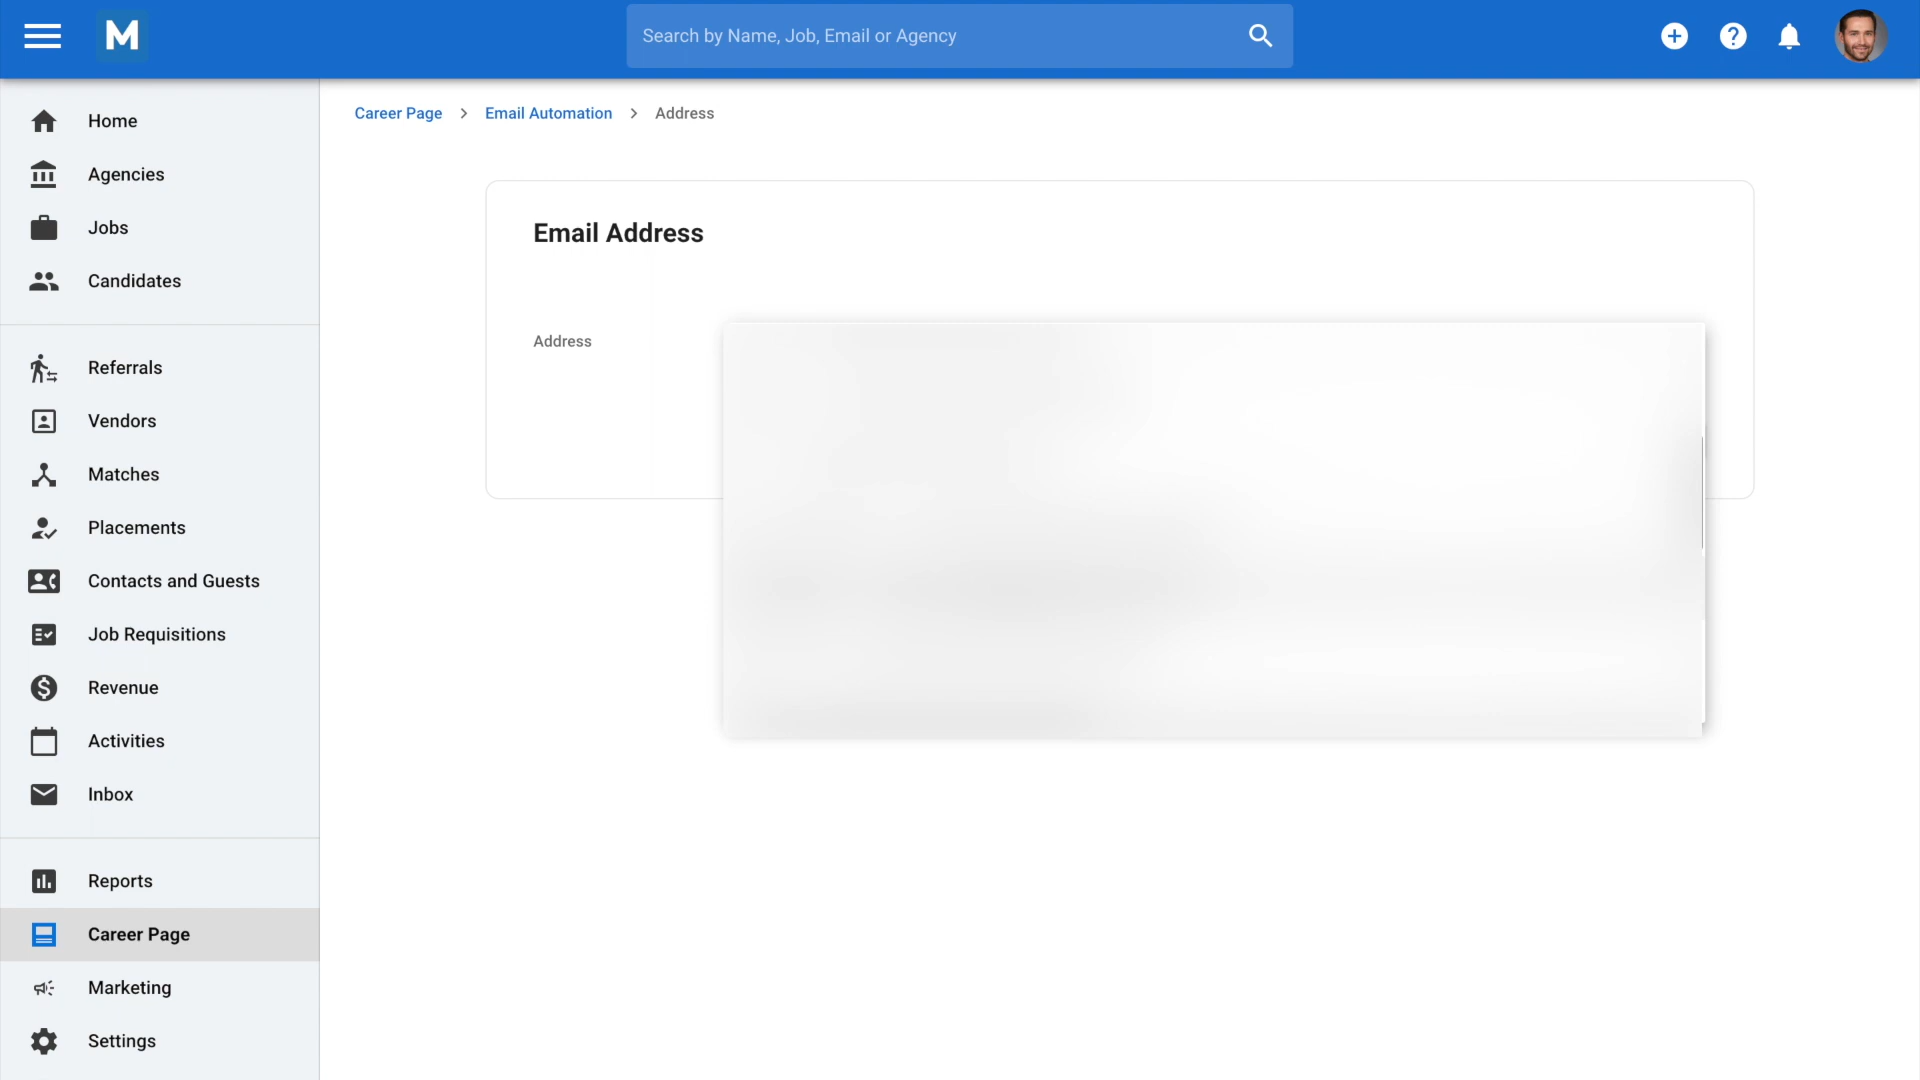 M
Search by Name, Job, Email or Agency
Home
Agencies
Jobs
Candidates
Referrals
Vendors
Matches
Placements
Contacts and Guests
Job Requisitions
Revenue
Activities
Inbox
Reports
Career Page
Marketing
Settings
Career Page > Email Automation > Address
Email Address
Address